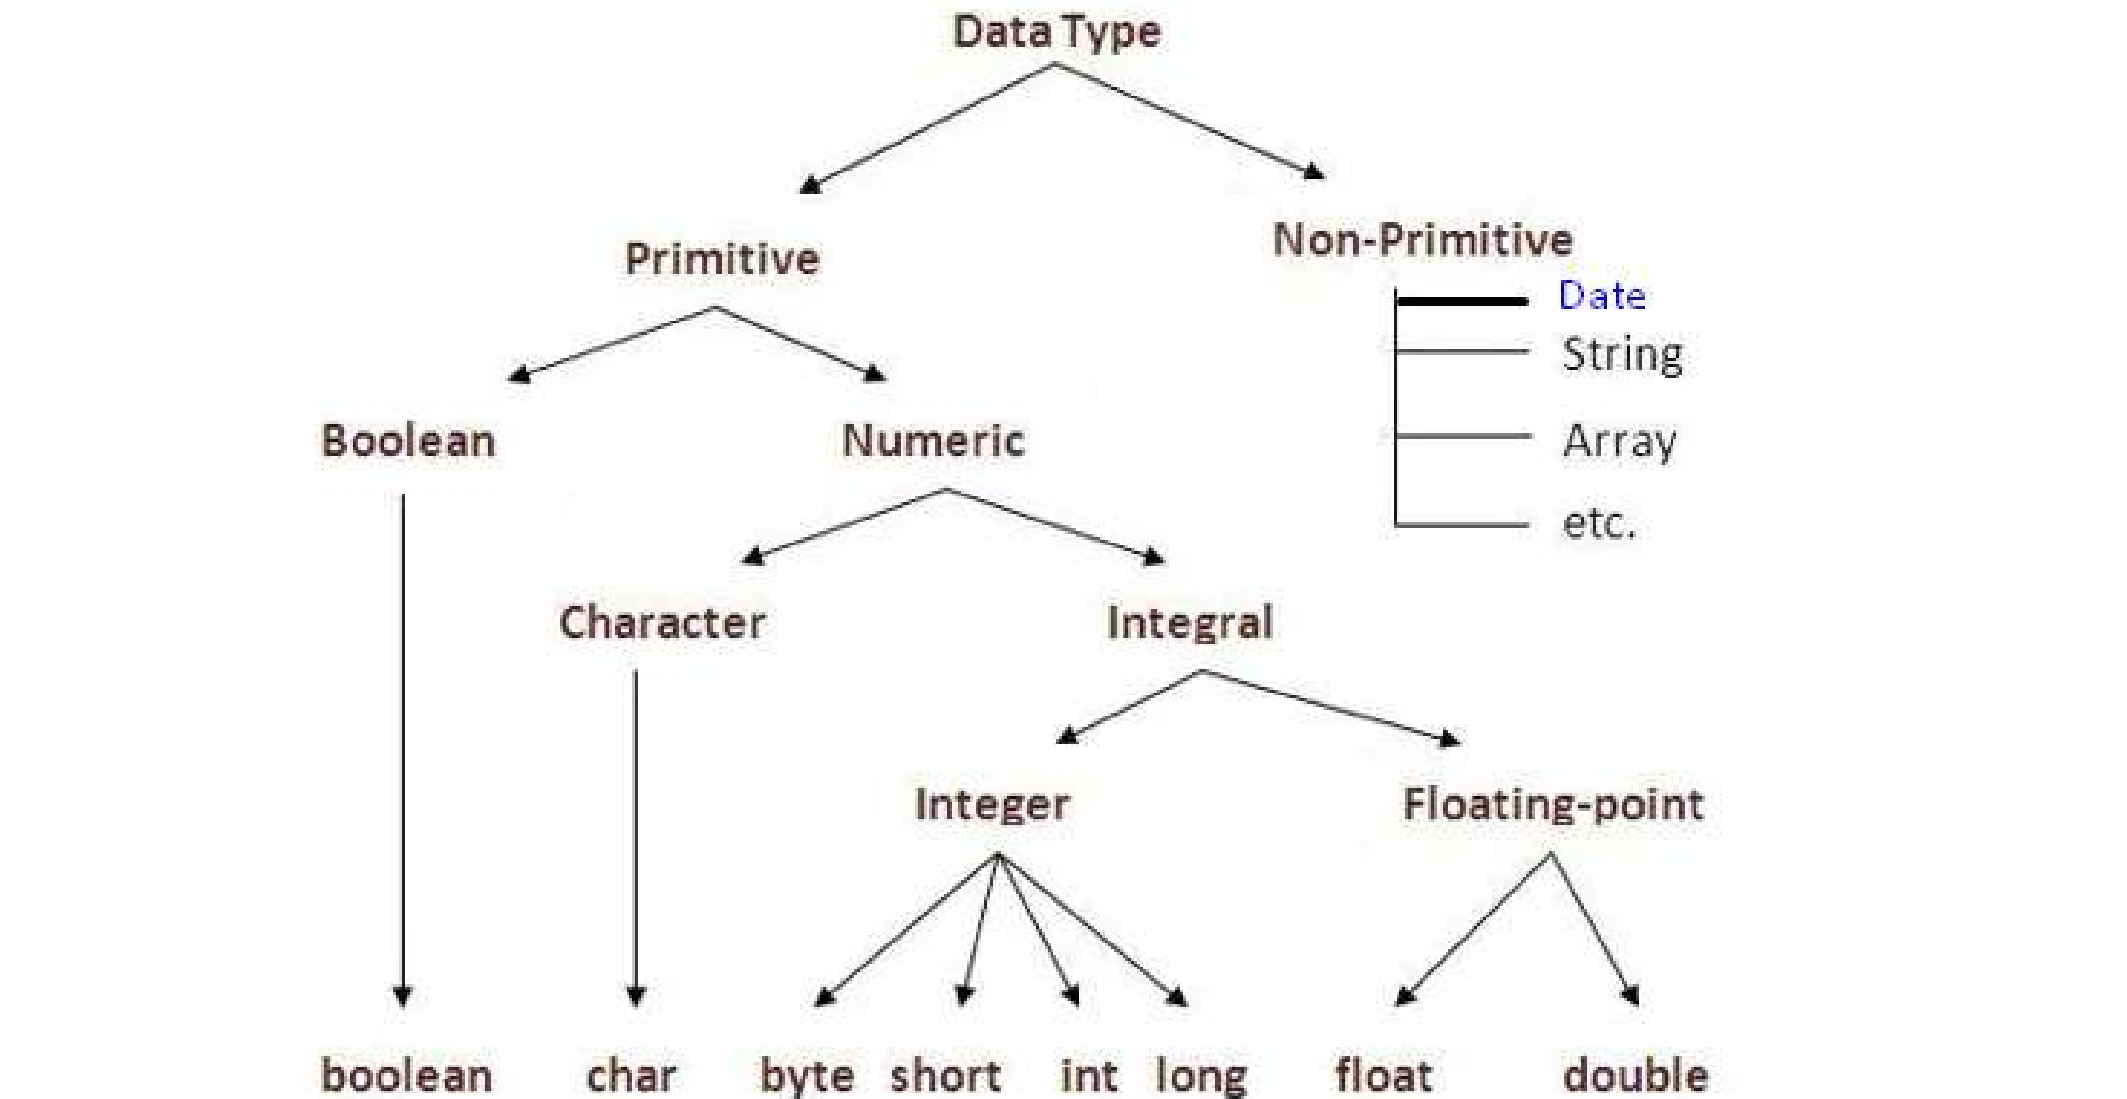 Data Type
Primitive
Non-Primitive
Date
String
Array
etc.
Boolean
Numeric
Character
Integral
Integer
Floating-point
boolean char byte short int long float double